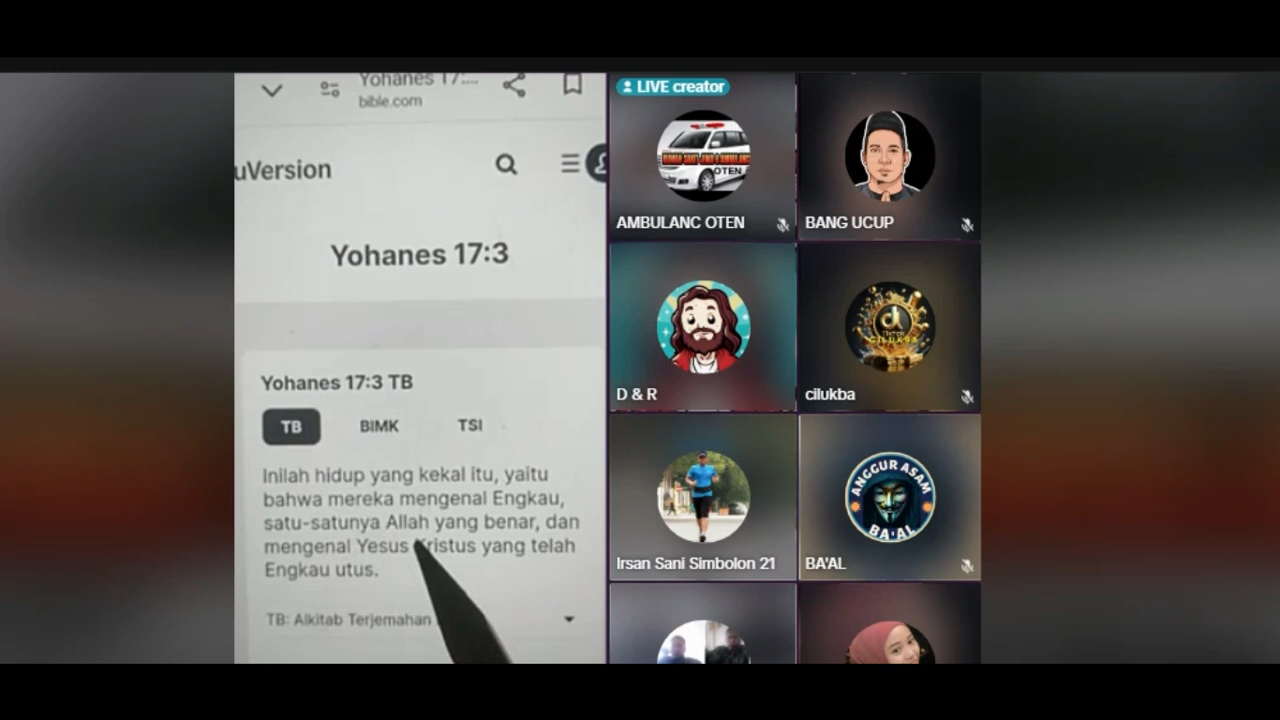 Yohanes 17:...
bible.com
uVersion
Yohanes 17:3
Yohanes 17:3 TB
TB BIMK TSI
Inilah hidup yang kekal itu, yaitu
bahwa mereka mengenal Engkau,
satu-satunya Allah yang benar, dan
mengenal Yesus Kristus yang telah
Engkau utus.
TB: Alkitab Terjemahan
LIVE creator
OTEN
AMBULANC OTEN
BANG UCUP
D & R
CILUKBA
cilukba
Irsan Sani Simbolon 21
ANGGUR ASAM
BA'AL
BA'AL